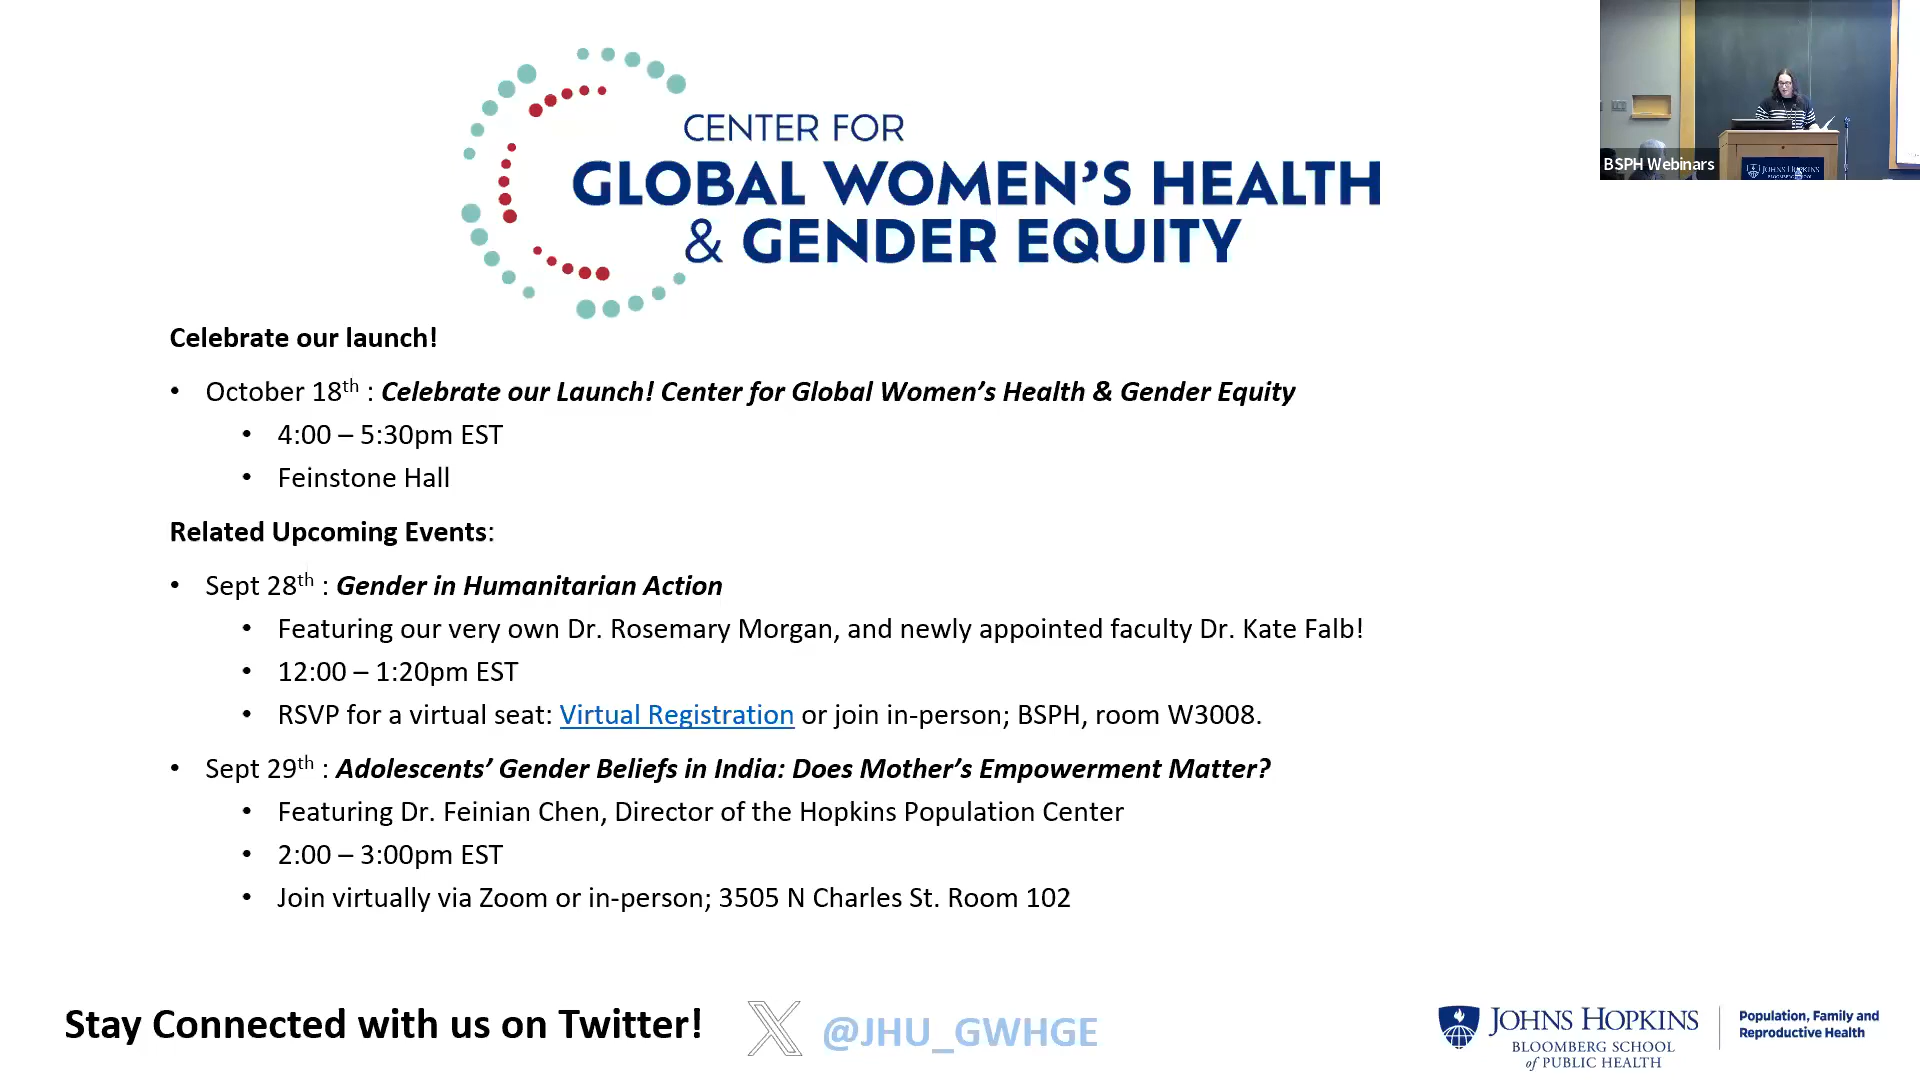 CENTER FOR
GLOBAL WOMEN'S HEALTH
& GENDER EQUITY
BSPH Webinars
JOHNS HOPKINS
Celebrate our launch!
• October 18th : Celebrate our Launch! Center for Global Women's Health & Gender Equity
• 4:00 – 5:30pm EST
• Feinstone Hall
Related Upcoming Events:
• Sept 28th : Gender in Humanitarian Action
• Featuring our very own Dr. Rosemary Morgan, and newly appointed faculty Dr. Kate Falb!
• 12:00 – 1:20pm EST
• RSVP for a virtual seat: Virtual Registration or join in-person; BSPH, room W3008.
• Sept 29th : Adolescents' Gender Beliefs in India: Does Mother's Empowerment Matter?
• Featuring Dr. Feinian Chen, Director of the Hopkins Population Center
• 2:00 – 3:00pm EST
• Join virtually via Zoom or in-person; 3505 N Charles St. Room 102
Stay Connected with us on Twitter! X @JHU_GWHGE
JOHNS HOPKINS
BLOOMBERG SCHOOL
of PUBLIC HEALTH
Population, Family and
Reproductive Health